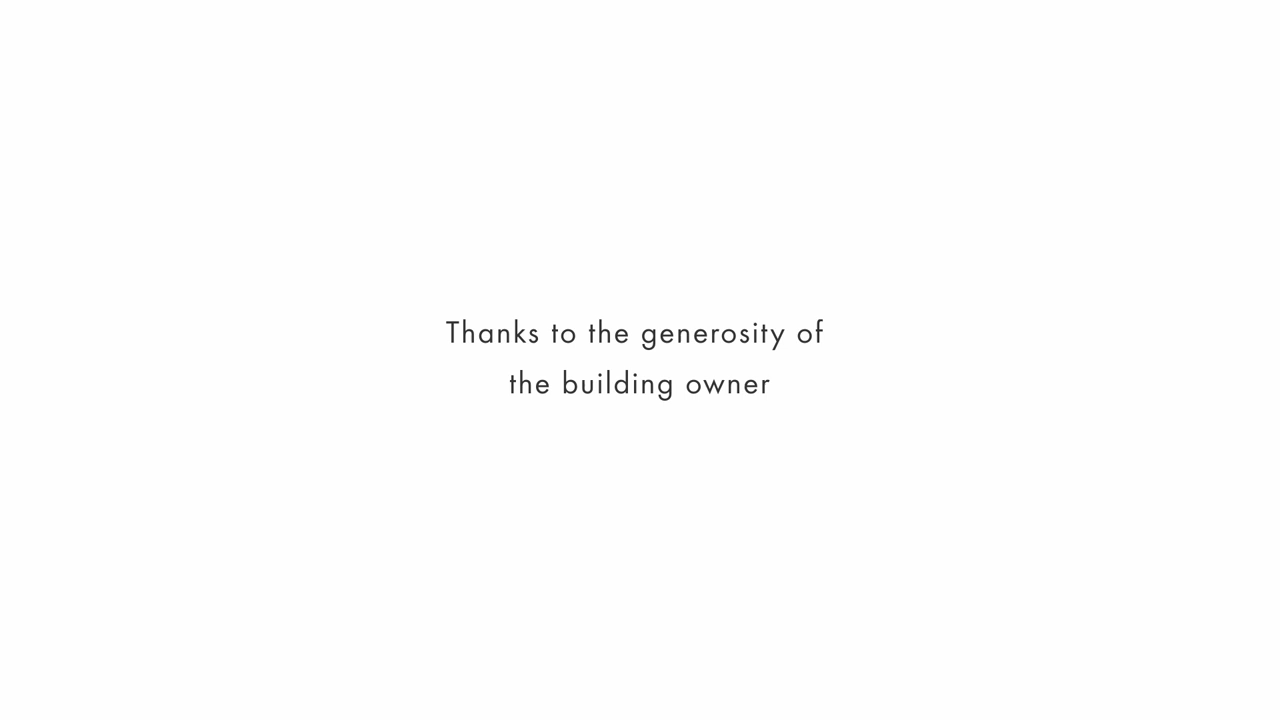 Thanks to the generosity of
the building owner